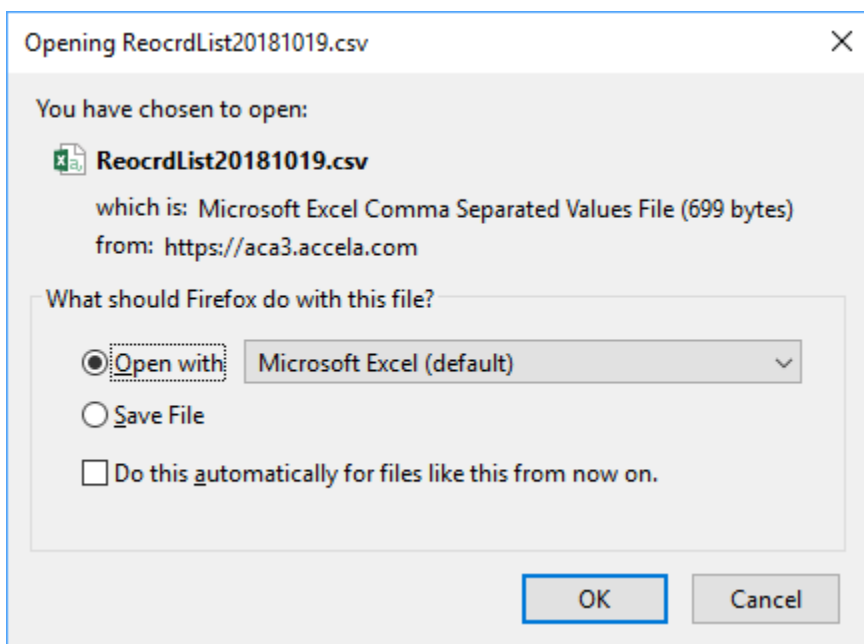 Opening ReocrdList20181019.csv
You have chosen to open:
ReocrdList20181019.csv
which is: Microsoft Excel Comma Separated Values File (699 bytes)
from: https://aca3.accela.com
What should Firefox do with this file?
Open with Microsoft Excel (default)
Save File
Do this automatically for files like this from now on.
OK Cancel